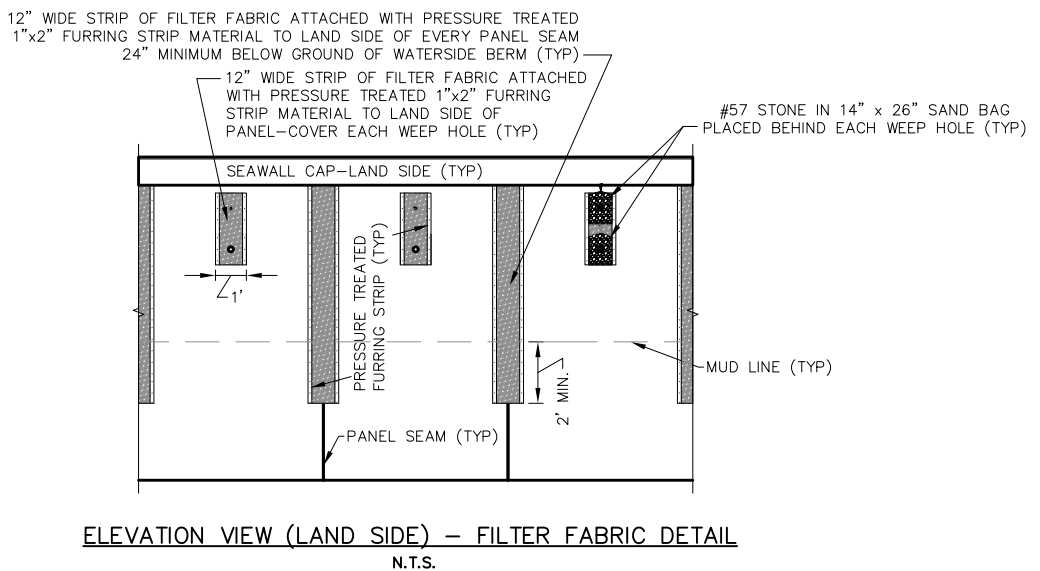 12” WIDE STRIP OF FILTER FABRIC ATTACHED WITH PRESSURE TREATED
1”x2” FURRING STRIP MATERIAL TO LAND SIDE OF EVERY PANEL SEAM
24” MINIMUM BELOW GROUND OF WATERSIDE BERM (TYP)
12” WIDE STRIP OF FILTER FABRIC ATTACHED
WITH PRESSURE TREATED 1”x2” FURRING
STRIP MATERIAL TO LAND SIDE OF
PANEL–COVER EACH WEEP HOLE (TYP)
#57 STONE IN 14” x 26” SAND BAG
PLACED BEHIND EACH WEEP HOLE (TYP)
SEAWALL CAP–LAND SIDE (TYP)
1’
PRESSURE TREATED
FURRING STRIP (TYP)
2’ MIN.
MUD LINE (TYP)
PANEL SEAM (TYP)
ELEVATION VIEW (LAND SIDE) – FILTER FABRIC DETAIL
N.T.S.